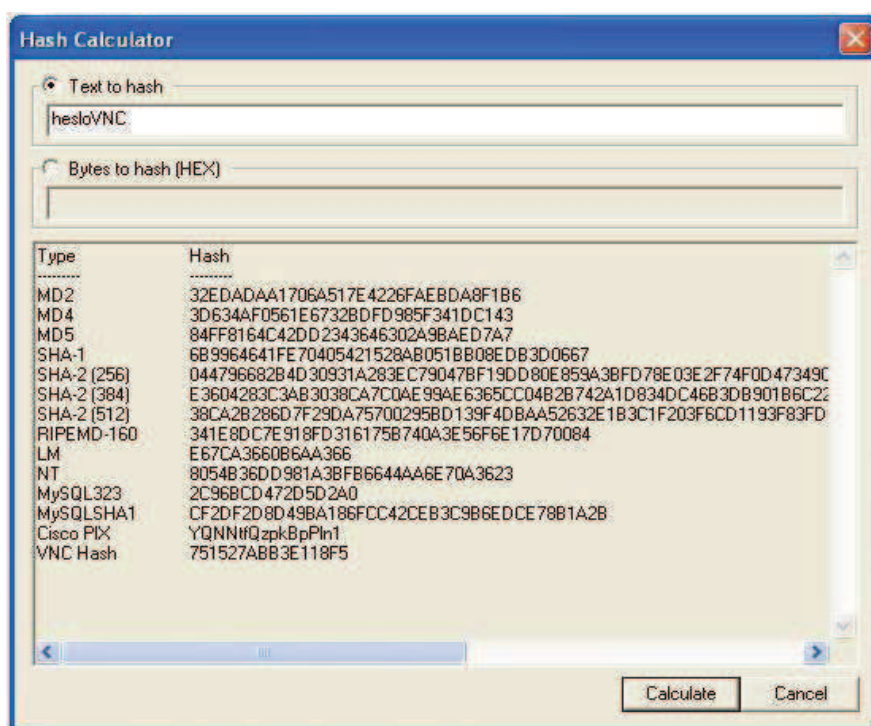 Hash Calculator
Text to hash
hesloVNC
Bytes to hash (HEX)
Type Hash
--------- ---------
MD2 32EDADAA1706A517E4226FAEBDA8F1B6
MD4 3D634AF0561E6732BDFD985F341DC143
MD5 84FF8164C42DD2343646302A9BAED7A7
SHA-1 6B9964641FE70405421528AB051BB08EDB3D0667
SHA-2 (256) 044796682B4D30931A283EC79047BF19DD80E859A3BFD78E03E2F74F0D47349C
SHA-2 (384) E3604283C3AB3038CA7C0AE99AE6365CC04B2B742A1D834DC46B3DB901B6C22
SHA-2 (512) 38CA2B286D7F29DA75700295BD139F4DBAA52632E1B3C1F203F6CD1193F83FD
RIPEMD-160 341E8DC7E918FD316175B740A3E56F6E17D70084
LM E67CA3660B6AA366
NT 8054B36DD981A3BFB6644AA6E70A3623
MySQL323 2C96BCD472D5D2A0
MySQLSHA1 CF2DF2D8D49BA186FCC42CEB3C9B6EDCE78B1A2B
Cisco PIX YQNNtfQzpkBpPln1
VNC Hash 751527ABB3E118F5
Calculate Cancel